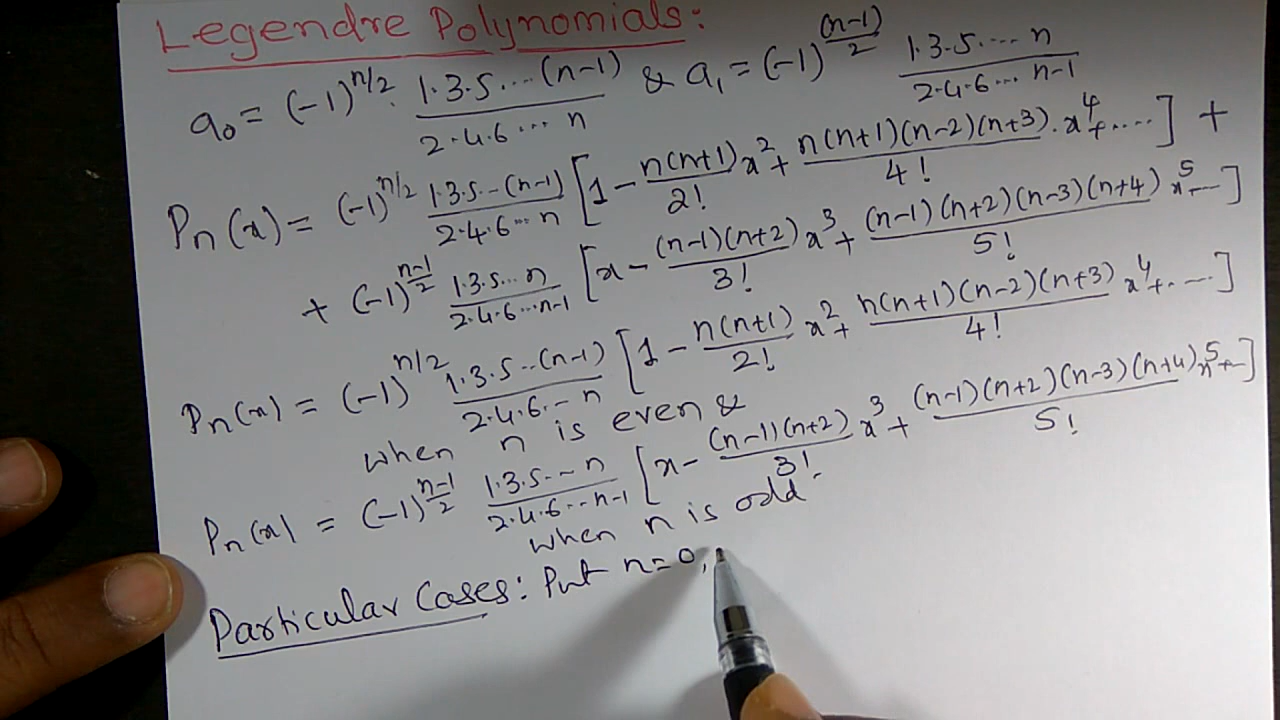 Legendre Polynomials:
a₀ = (-1)^(n/2) · (1·3·5...(n-1))/(2·4·6... n) & a₁ = (-1)^((n-1)/2) (1·3·5.... n)/(2·4·6... n-1)
Pn(x) = (-1)^(n/2) (1·3·5...(n-1))/(2·4·6... n) [1 - (n(n+1))/(2!) x² + (n(n+1)(n-2)(n+3))/(4!) · x⁴ + ....] +
+ (-1)^((n-1)/2) (1·3·5... n)/(2·4·6...n-1) [x - ((n-1)(n+2))/(3!) x³ + ((n-1)(n+2)(n-3)(n+4))/(5!) x⁵ ....]
Pn(x) = (-1)^(n/2) (1·3·5...(n-1))/(2·4·6.. n) [1 - (n(n+1))/(2!) x² + (n(n+1)(n-2)(n+3))/(4!) x⁴ + ....]
when n is even &
Pn(x) = (-1)^((n-1)/2) (1·3·5... n)/(2·4·6...n-1) [x - ((n-1)(n+2))/(3!) x³ + ((n-1)(n+2)(n-3)(n+4))/(5!) x⁵ + ...]
when n is odd.
Particular Cases: Put n=0,